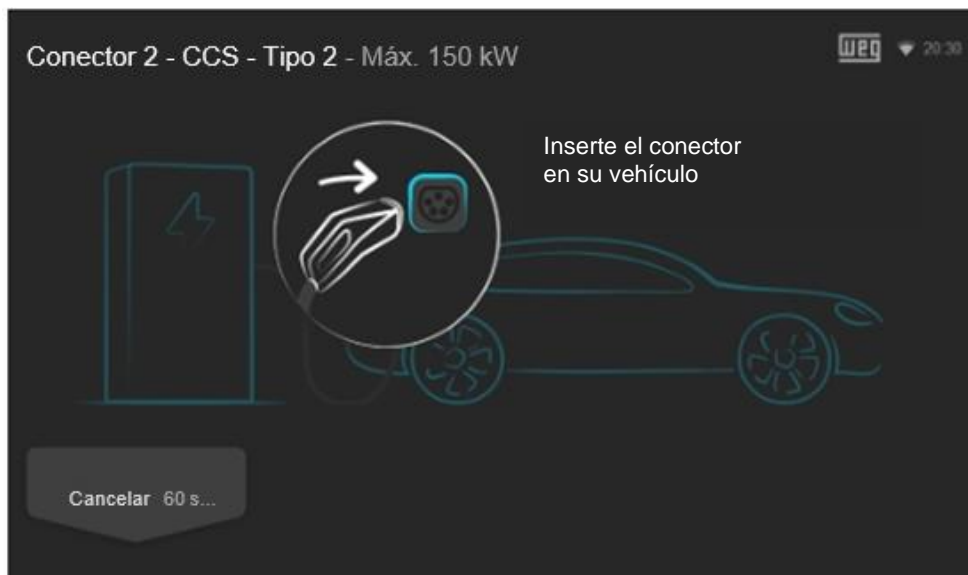 Conector 2 - CCS - Tipo 2 - Máx. 150 kW
weg 20:30
Inserte el conector
en su vehículo
Cancelar 60 s...